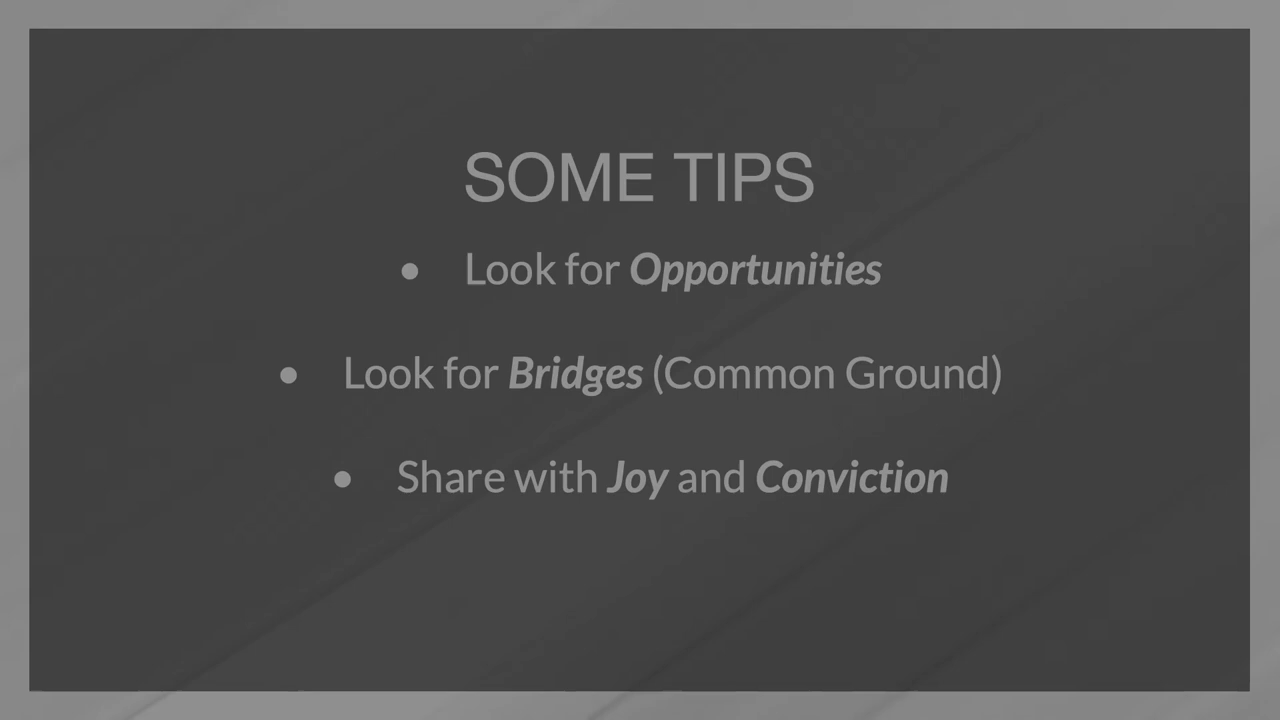 SOME TIPS
● Look for Opportunities
● Look for Bridges (Common Ground)
● Share with Joy and Conviction